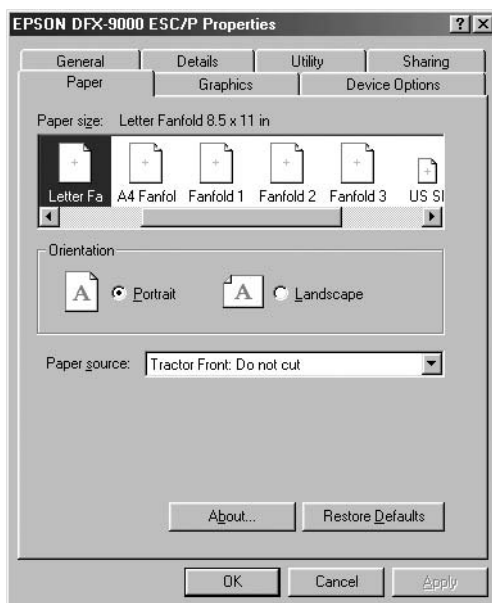 EPSON DFX-9000 ESC/P Properties ? ×
General Details Utility Sharing
Paper Graphics Device Options
Paper size: Letter Fanfold 8.5 x 11 in
Letter Fa A4 Fanfol Fanfold 1 Fanfold 2 Fanfold 3 US SI
Orientation
A Portrait A Landscape
Paper source: Tractor Front: Do not cut
About... Restore Defaults
OK Cancel Apply